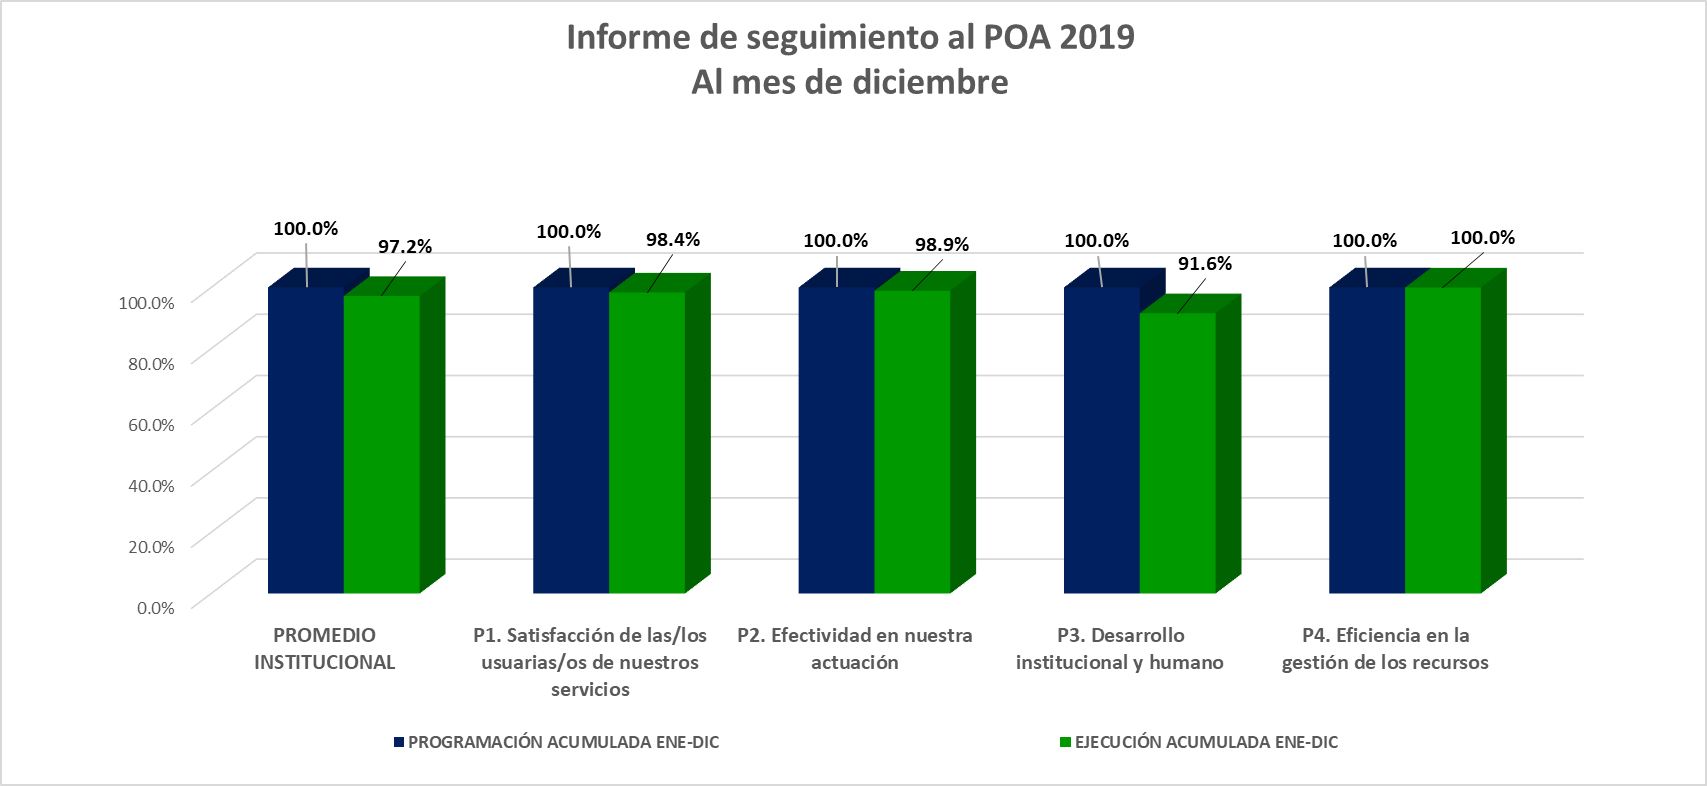 Informe de seguimiento al POA 2019
Al mes de diciembre
100.0%
97.2%
100.0%
98.4%
100.0%
98.9%
100.0%
91.6%
100.0%
100.0%
100.0%
80.0%
60.0%
40.0%
20.0%
0.0%
PROMEDIO
INSTITUCIONAL
P1. Satisfacción de las/los
usuarias/os de nuestros
servicios
P2. Efectividad en nuestra
actuación
P3. Desarrollo
institucional y humano
P4. Eficiencia en la
gestión de los recursos
PROGRAMACIÓN ACUMULADA ENE-DIC
EJECUCIÓN ACUMULADA ENE-DIC